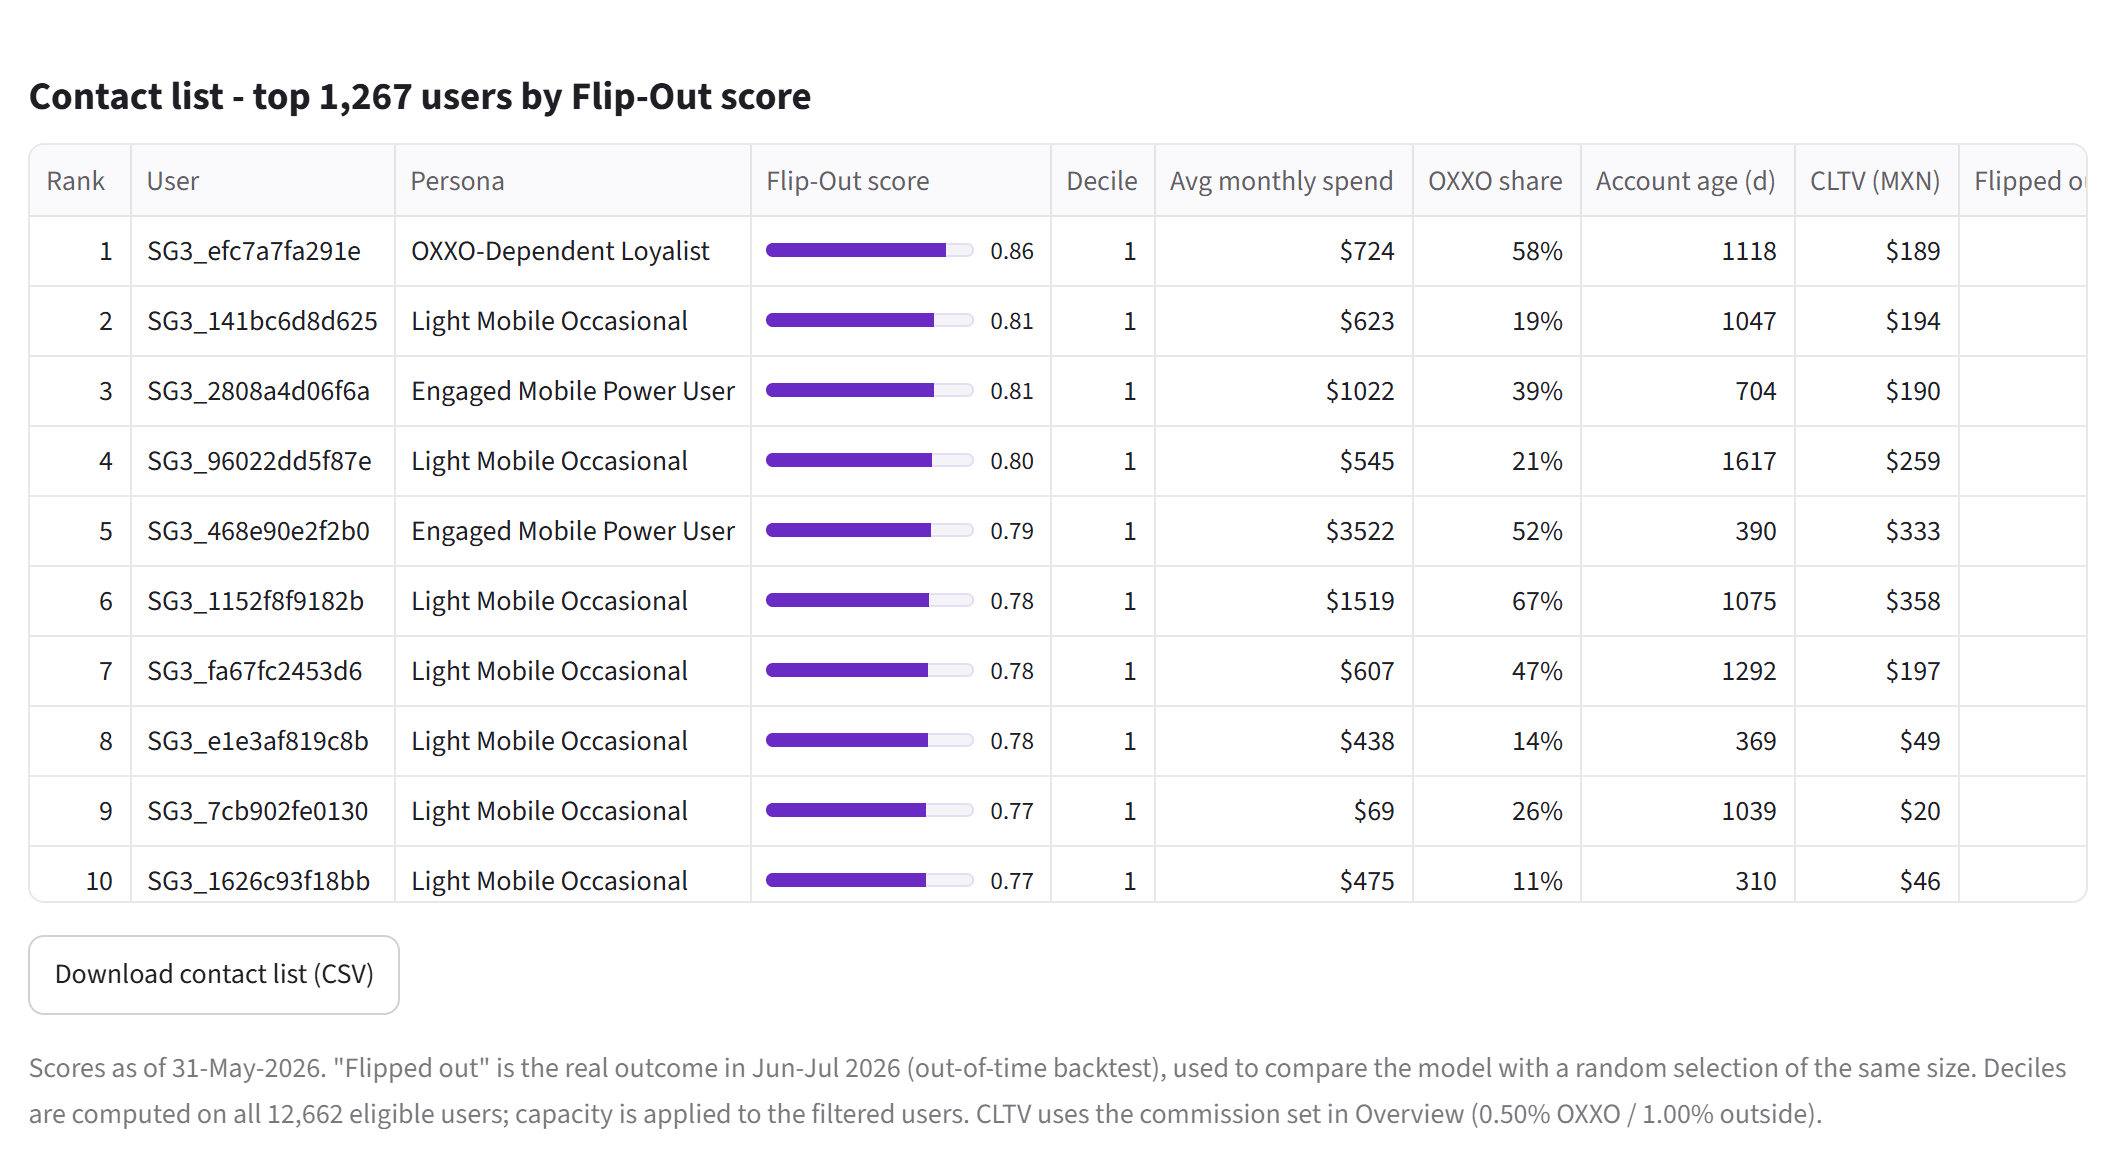 Contact list - top 1,267 users by Flip-Out score
Rank User Persona Flip-Out score Decile Avg monthly spend OXXO share Account age (d) CLTV (MXN) Flipped o
1 SG3_efc7a7fa291e OXXO-Dependent Loyalist 0.86 1 $724 58% 1118 $189
2 SG3_141bc6d8d625 Light Mobile Occasional 0.81 1 $623 19% 1047 $194
3 SG3_2808a4d06f6a Engaged Mobile Power User 0.81 1 $1022 39% 704 $190
4 SG3_96022dd5f87e Light Mobile Occasional 0.80 1 $545 21% 1617 $259
5 SG3_468e90e2f2b0 Engaged Mobile Power User 0.79 1 $3522 52% 390 $333
6 SG3_1152f8f9182b Light Mobile Occasional 0.78 1 $1519 67% 1075 $358
7 SG3_fa67fc2453d6 Light Mobile Occasional 0.78 1 $607 47% 1292 $197
8 SG3_e1e3af819c8b Light Mobile Occasional 0.78 1 $438 14% 369 $49
9 SG3_7cb902fe0130 Light Mobile Occasional 0.77 1 $69 26% 1039 $20
10 SG3_1626c93f18bb Light Mobile Occasional 0.77 1 $475 11% 310 $46
Download contact list (CSV)
Scores as of 31-May-2026. "Flipped out" is the real outcome in Jun-Jul 2026 (out-of-time backtest), used to compare the model with a random selection of the same size. Deciles
are computed on all 12,662 eligible users; capacity is applied to the filtered users. CLTV uses the commission set in Overview (0.50% OXXO / 1.00% outside).